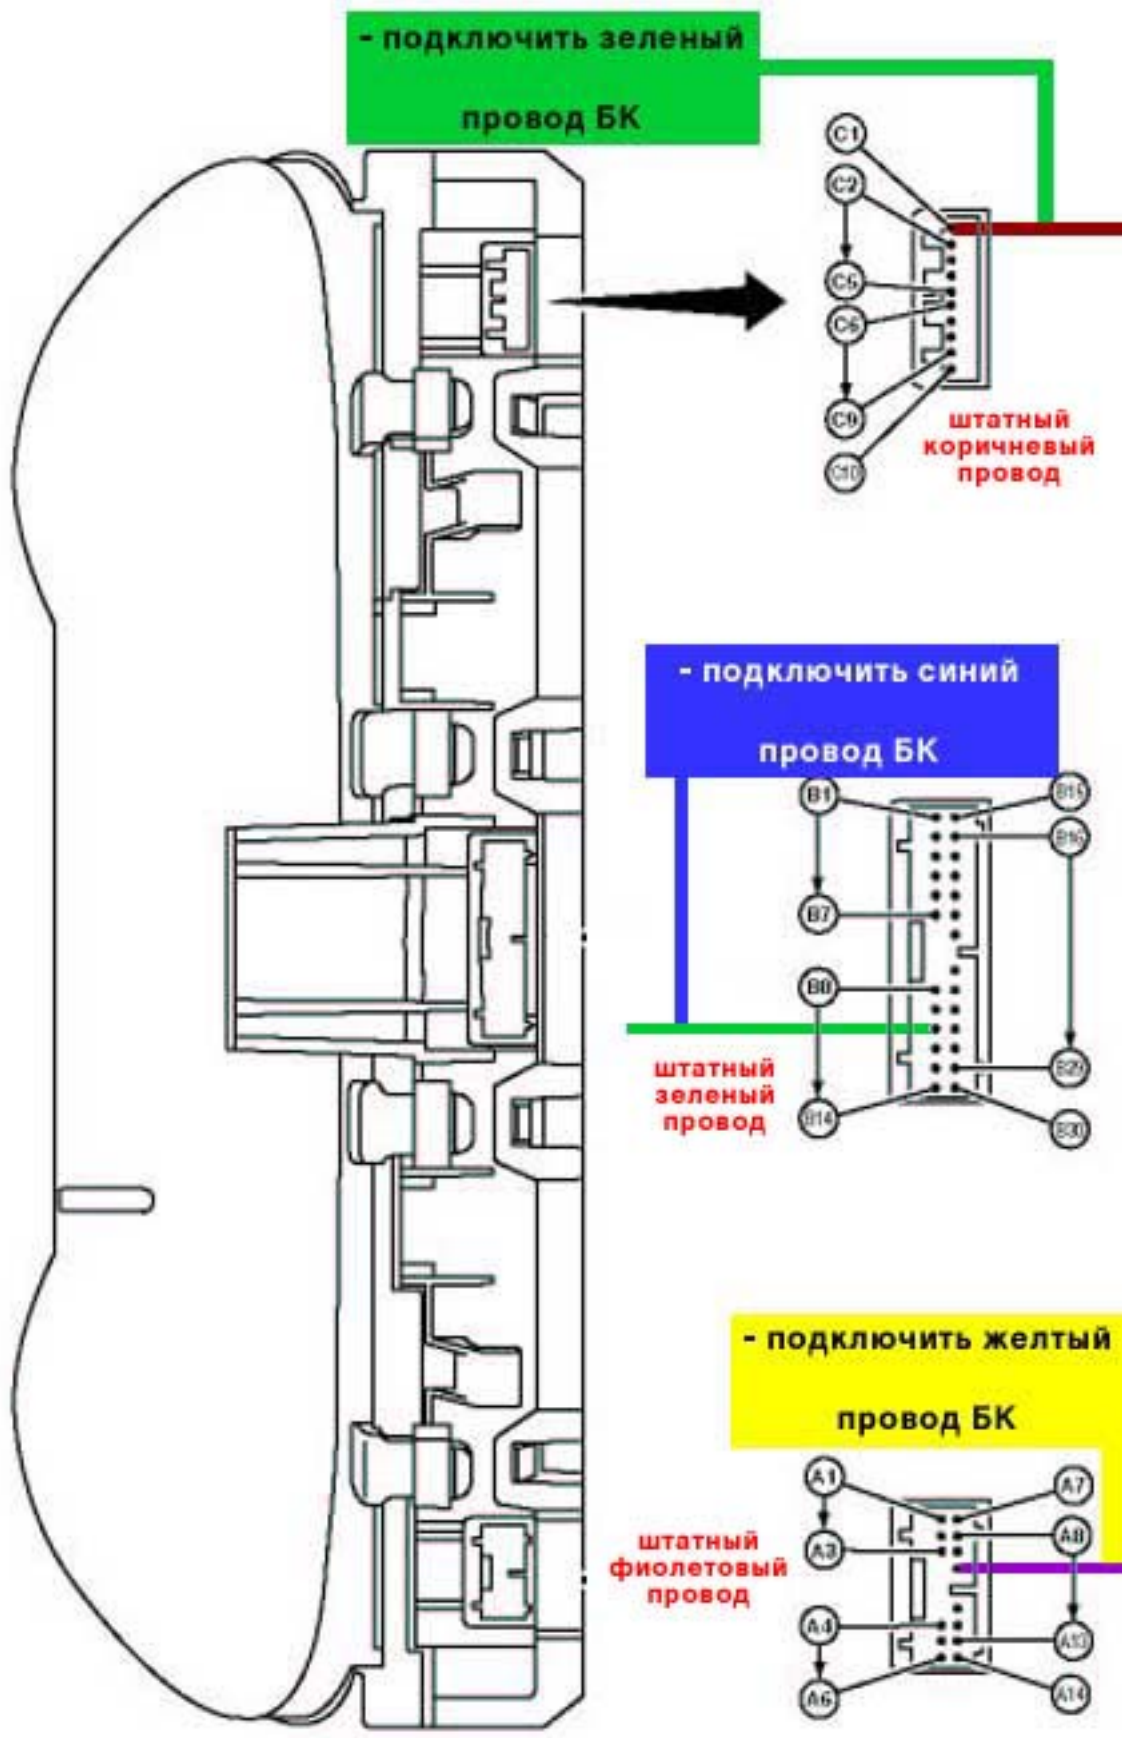 - подключить зеленый
провод БК
C1
C2
C5
C6
C9
C10
штатный
коричневый
провод
- подключить синий
провод БК
B1
B15
B16
B7
B8
штатный
зеленый
провод
B29
B14
B30
- подключить желтый
провод БК
A1
A7
A8
A3
штатный
фиолетовый
провод
A4
A13
A6
A14